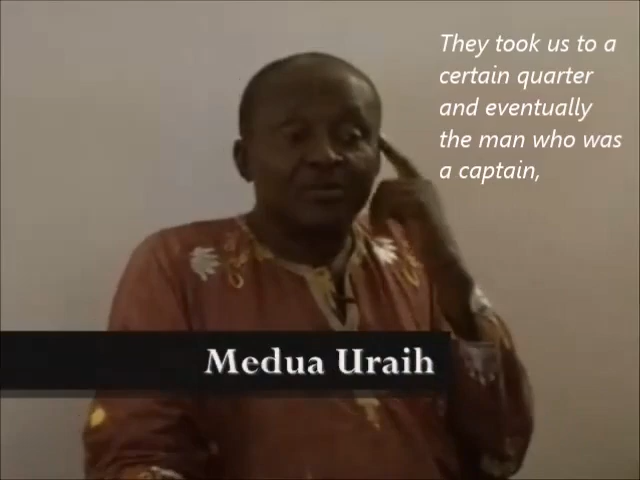 They took us to a
certain quarter
and eventually
the man who was
a captain,
Medua Uraih